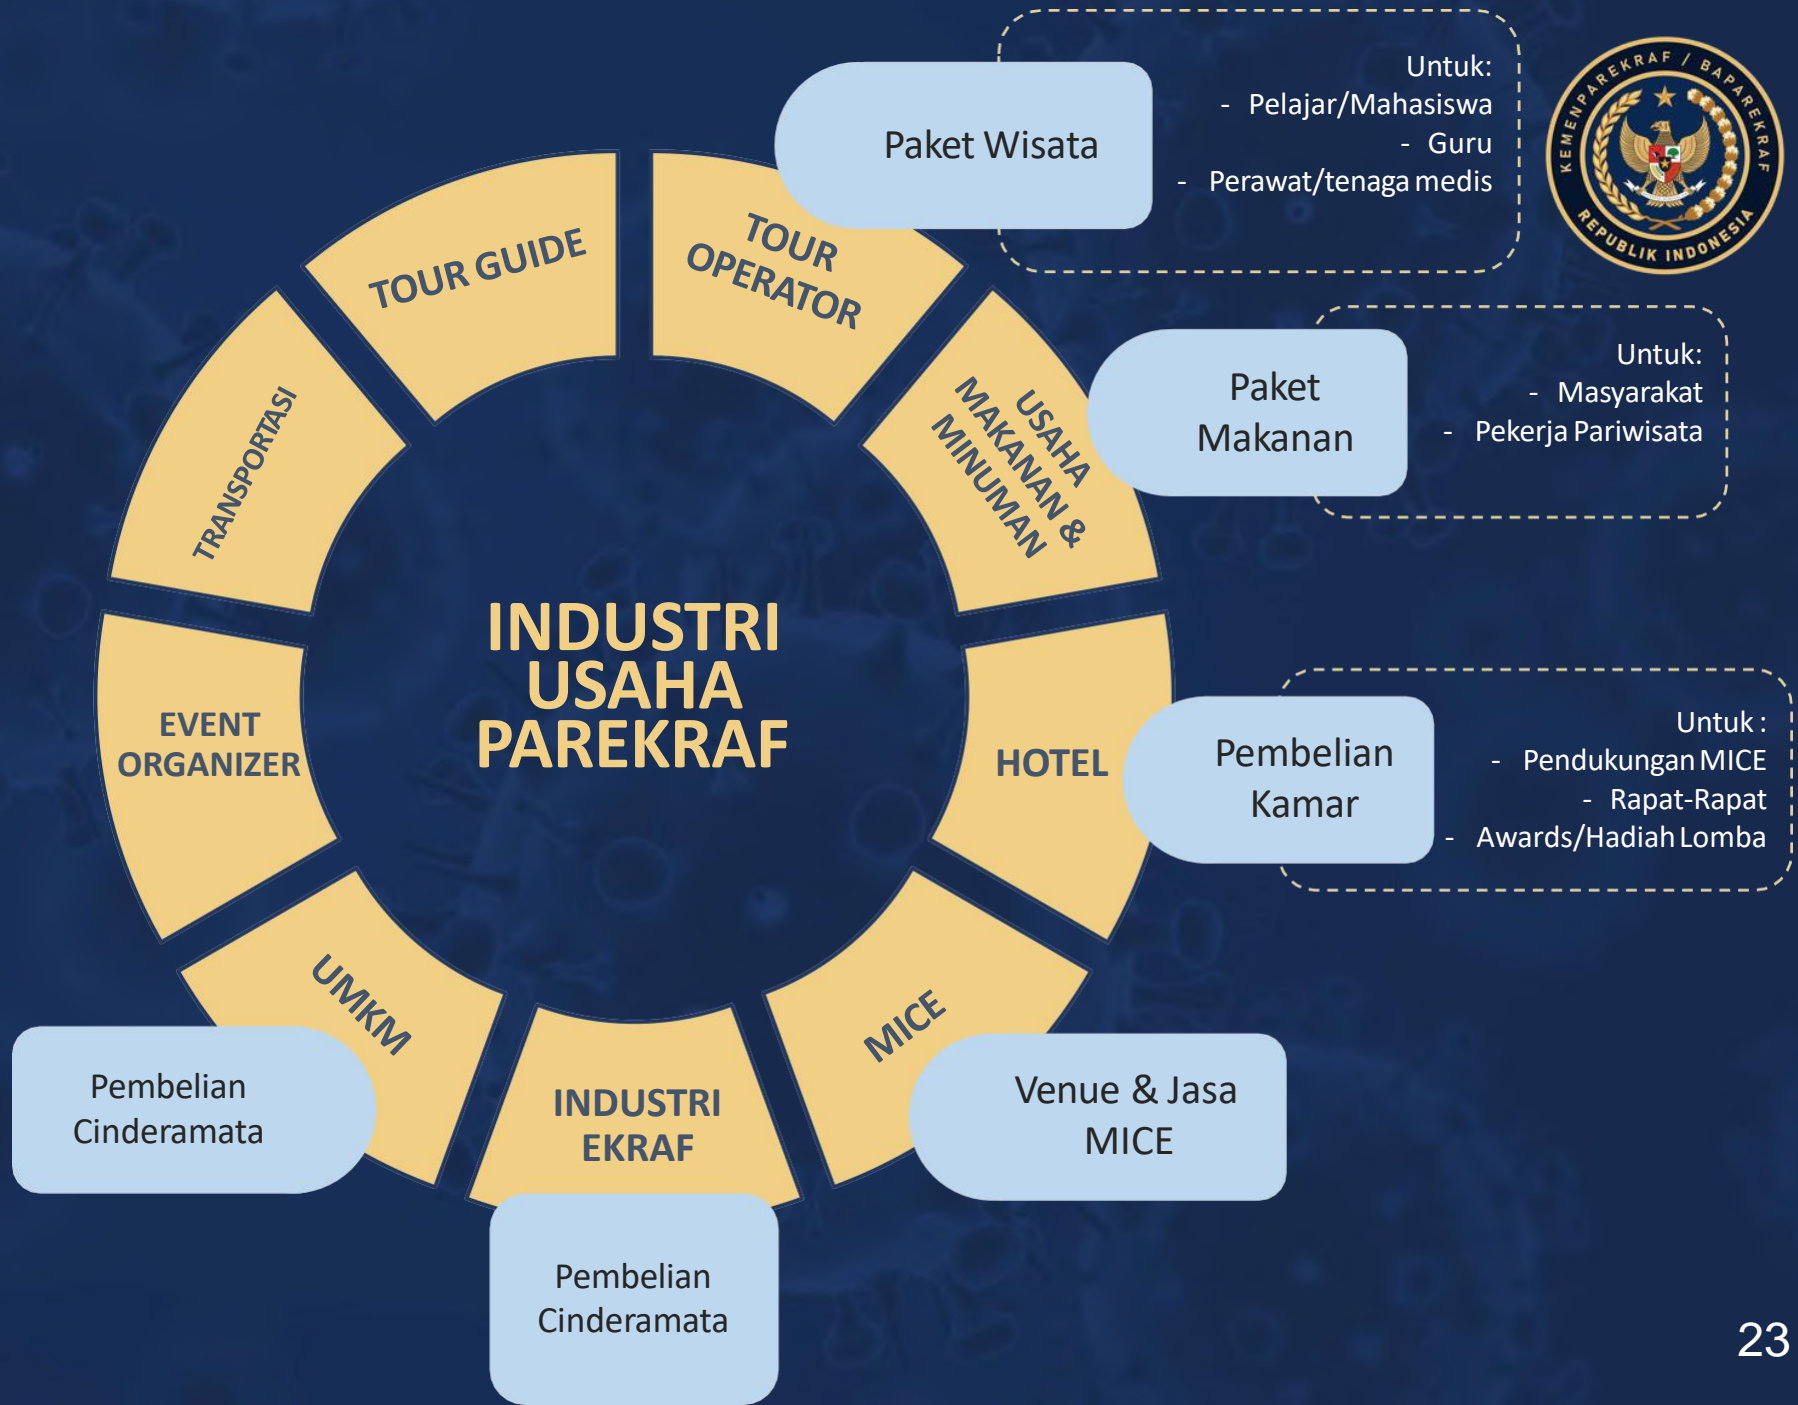 Paket Wisata
Untuk:
- Pelajar/Mahasiswa
- Guru
- Perawat/tenaga medis
KEMENPAREKRAF / BAPAREKRAF
REPUBLIK INDONESIA
TOUR GUIDE
TOUR
OPERATOR
USAHA
MAKANAN &
MINUMAN
Paket
Makanan
Untuk:
- Masyarakat
- Pekerja Pariwisata
TRANSPORTASI
INDUSTRI
USAHA
PAREKRAF
EVENT
ORGANIZER
HOTEL
Pembelian
Kamar
Untuk :
- Pendukungan MICE
- Rapat-Rapat
- Awards/Hadiah Lomba
UMKM
Pembelian
Cinderamata
INDUSTRI
EKRAF
Pembelian
Cinderamata
MICE
Venue & Jasa
MICE
23